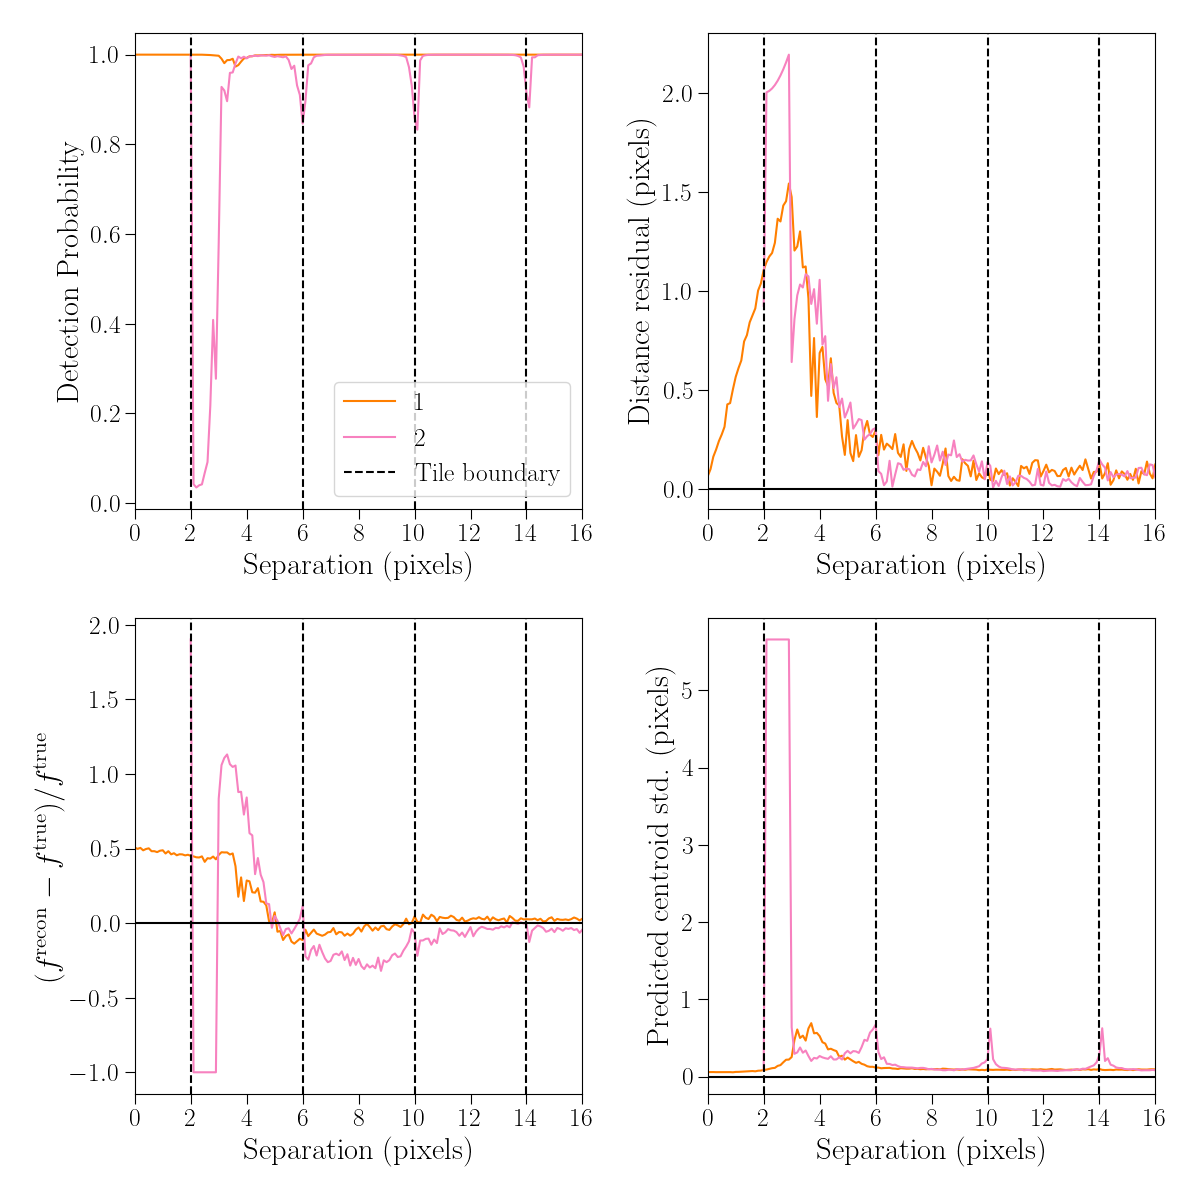 1.0
0.8
0.6
0.4
0.2
0.0
Detection Probability
1
2
Tile boundary
0 2 4 6 8 10 12 14 16
Separation (pixels)
2.0
1.5
1.0
0.5
0.0
Distance residual (pixels)
0 2 4 6 8 10 12 14 16
Separation (pixels)
2.0
1.5
1.0
0.5
0.0
−0.5
−1.0
(f^recon − f^true)/f^true
0 2 4 6 8 10 12 14 16
Separation (pixels)
5
4
3
2
1
0
Predicted centroid std. (pixels)
0 2 4 6 8 10 12 14 16
Separation (pixels)